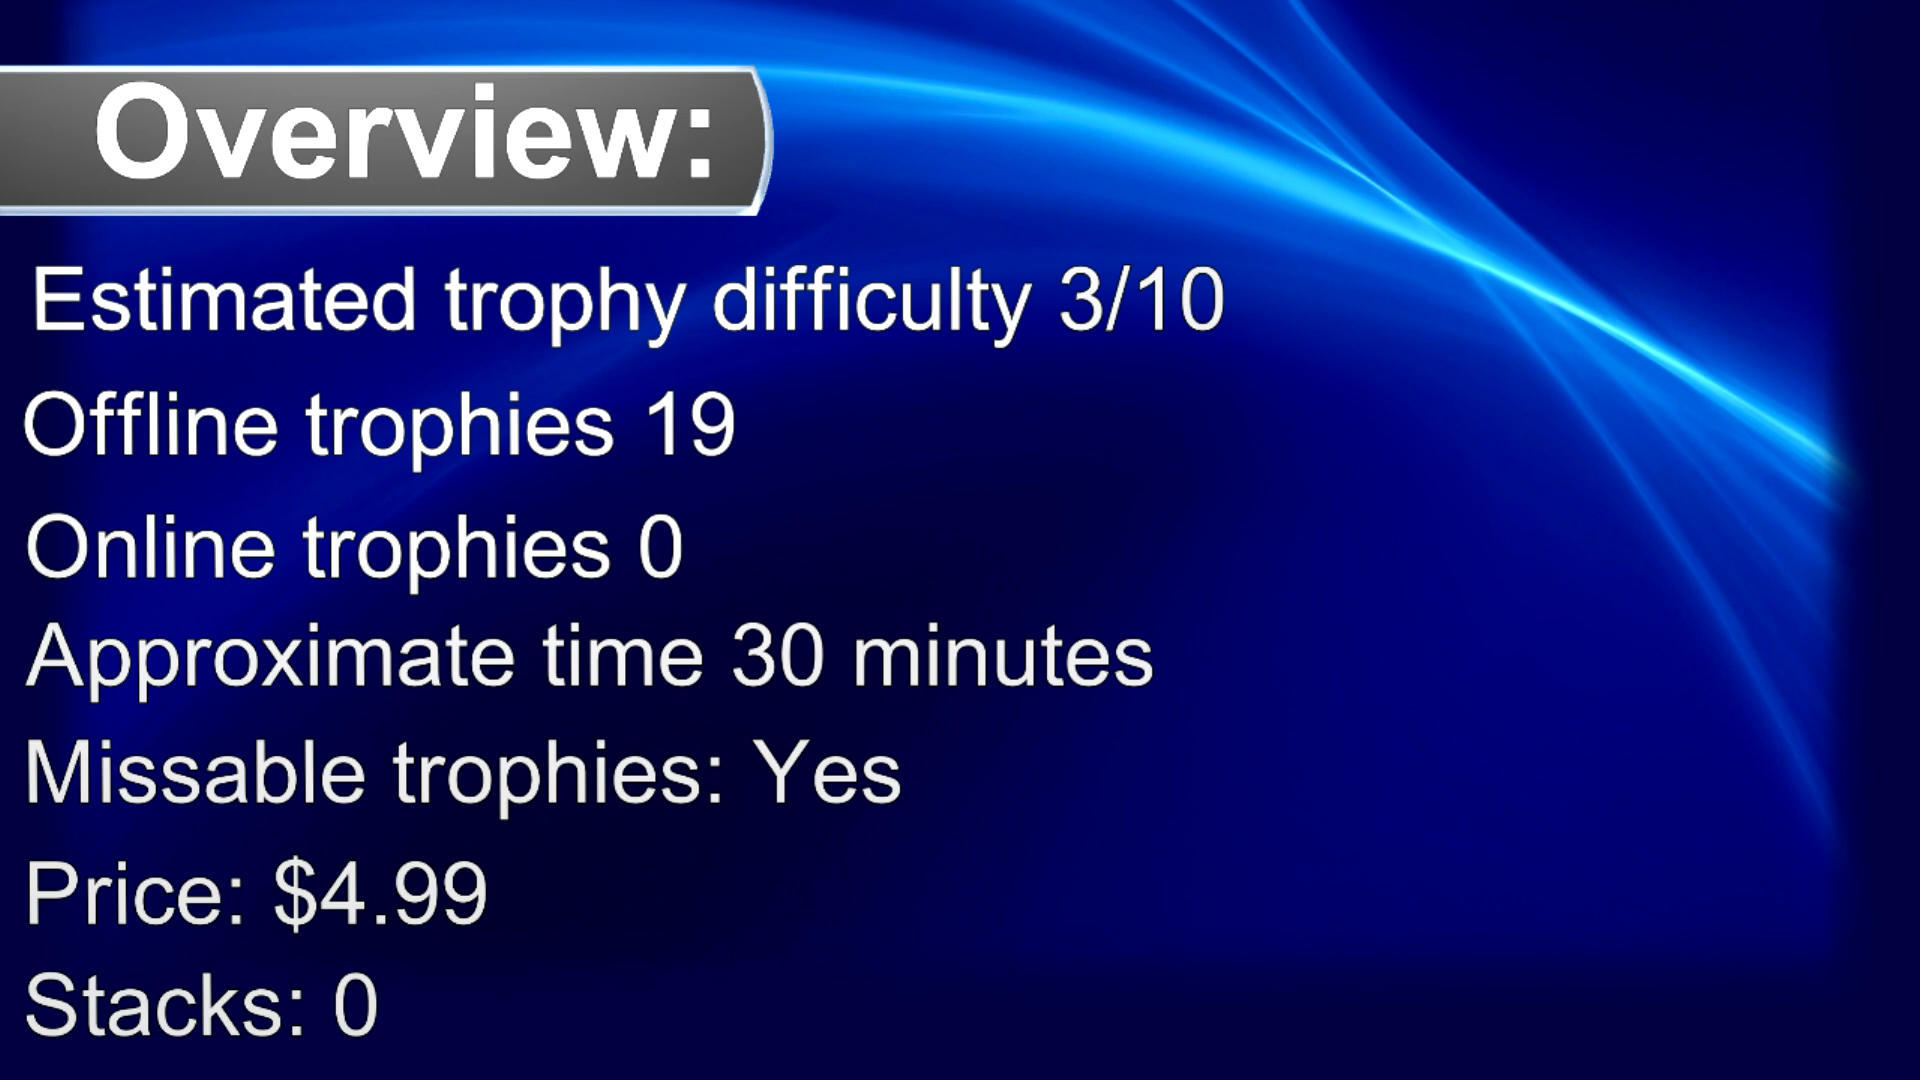 Overview:
Estimated trophy difficulty 3/10
Offline trophies 19
Online trophies 0
Approximate time 30 minutes
Missable trophies: Yes
Price: $4.99
Stacks: 0